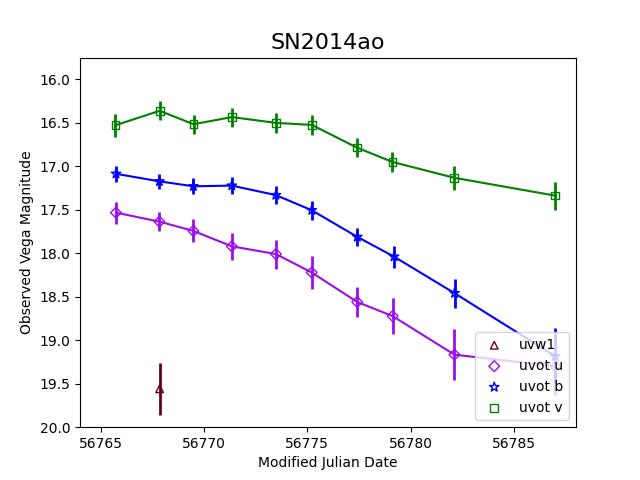 SN2014ao
Observed Vega Magnitude
16.0
16.5
17.0
17.5
18.0
18.5
19.0
19.5
20.0
uvw1
uvot u
uvot b
uvot v
56765 56770 56775 56780 56785
Modified Julian Date